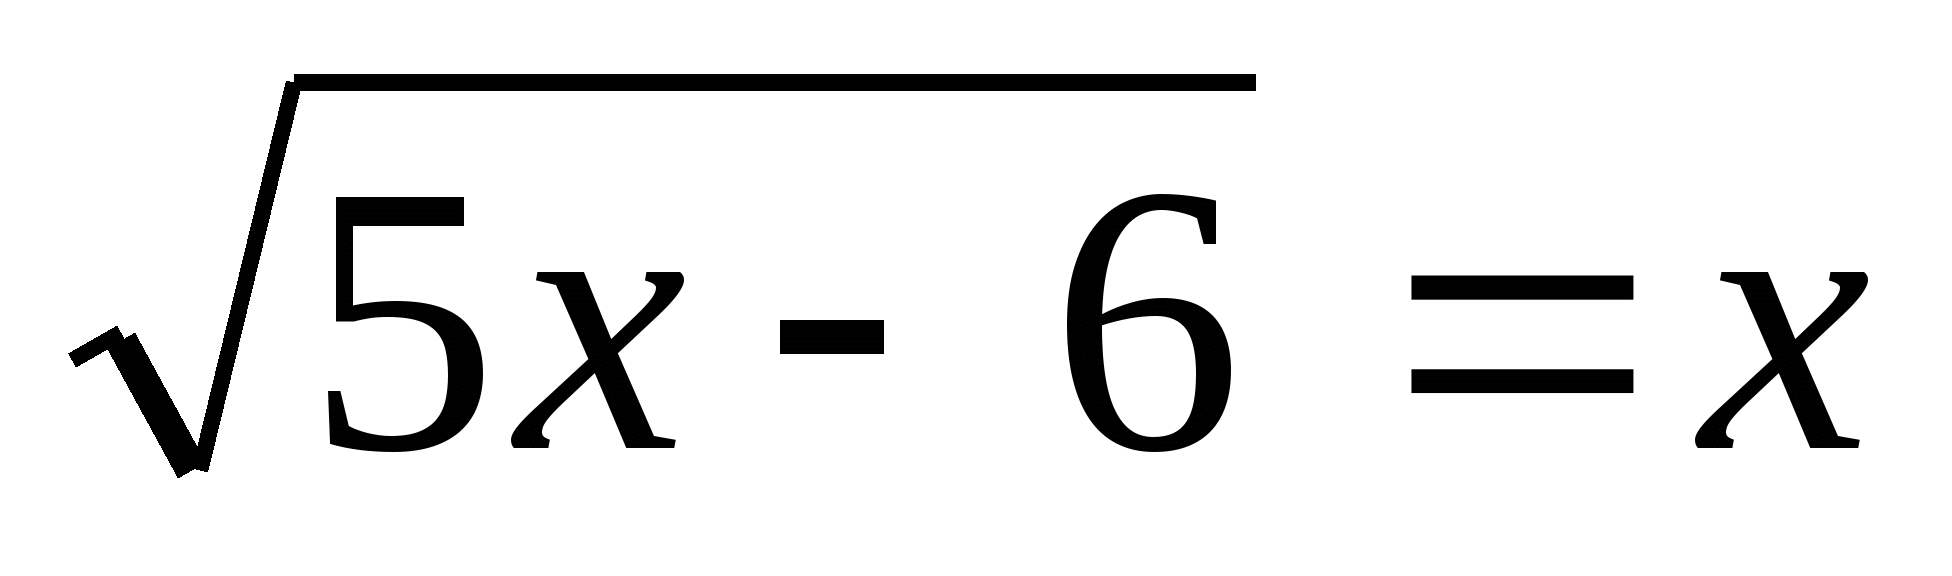 √5x - 6 = x